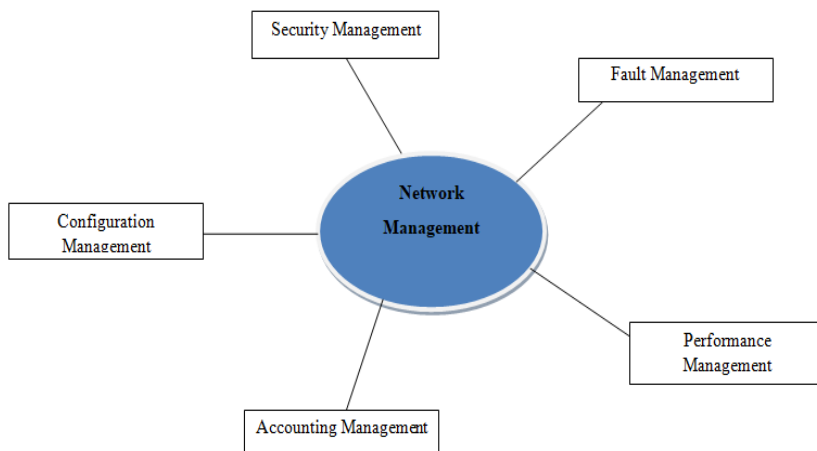 Security Management
Fault Management
Network
Management
Configuration
Management
Performance
Management
Accounting Management